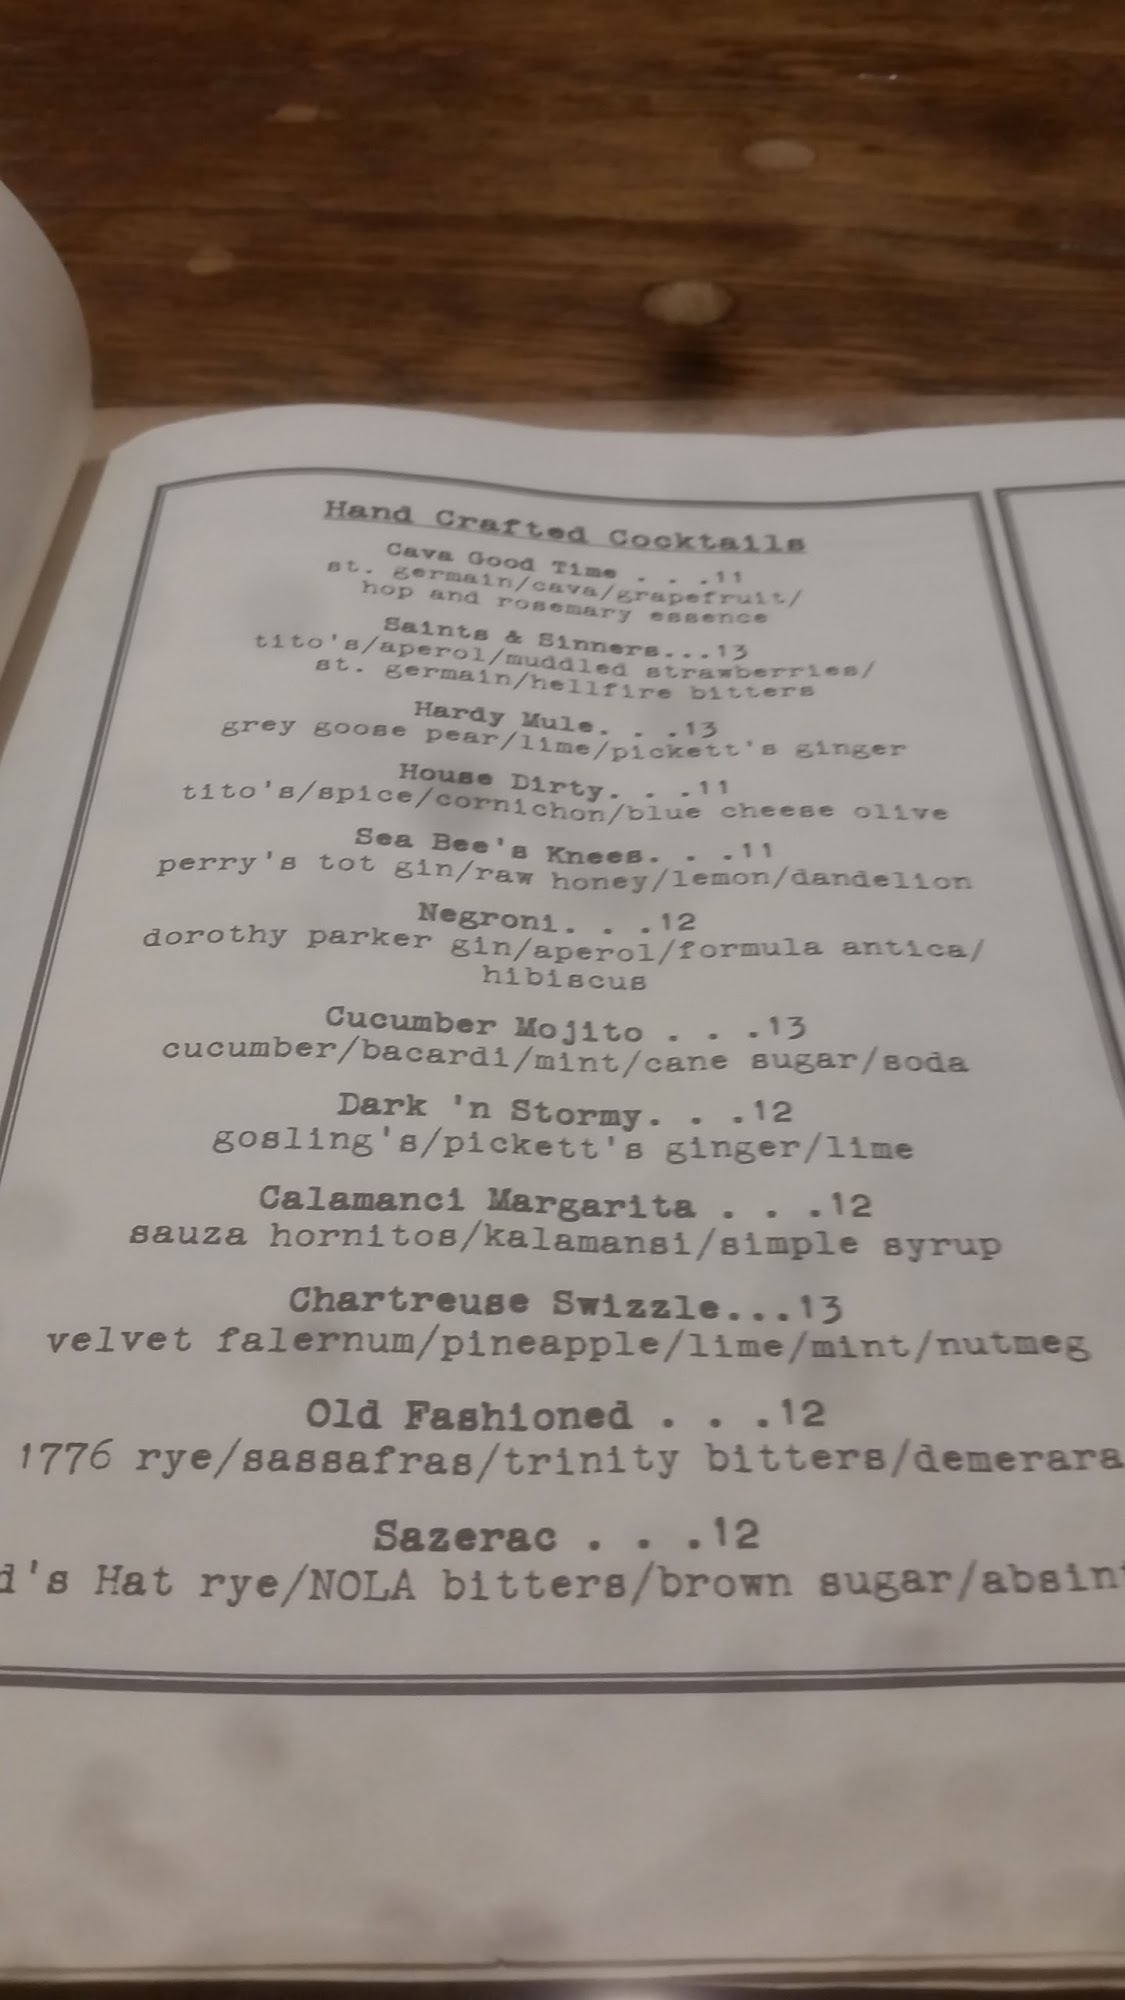 Hand Crafted Cocktails
Cava Good Time . . .11
st. germain/cava/grapefruit/
hop and rosemary essence
Saints & Sinners...13
tito's/aperol/muddled strawberries/
st. germain/hellfire bitters
Hardy Mule. . .13
grey goose pear/lime/pickett's ginger
House Dirty. . .11
tito's/spice/cornichon/blue cheese olive
Sea Bee's Knees. . .11
perry's tot gin/raw honey/lemon/dandelion
Negroni. . .12
dorothy parker gin/aperol/formula antica/
hibiscus
Cucumber Mojito . . .13
cucumber/bacardi/mint/cane sugar/soda
Dark 'n Stormy. . .12
gosling's/pickett's ginger/lime
Calamanci Margarita . . .12
sauza hornitos/kalamansi/simple syrup
Chartreuse Swizzle...13
velvet falernum/pineapple/lime/mint/nutmeg
Old Fashioned . . .12
1776 rye/sassafras/trinity bitters/demerara
Sazerac . . .12
d's Hat rye/NOLA bitters/brown sugar/absin